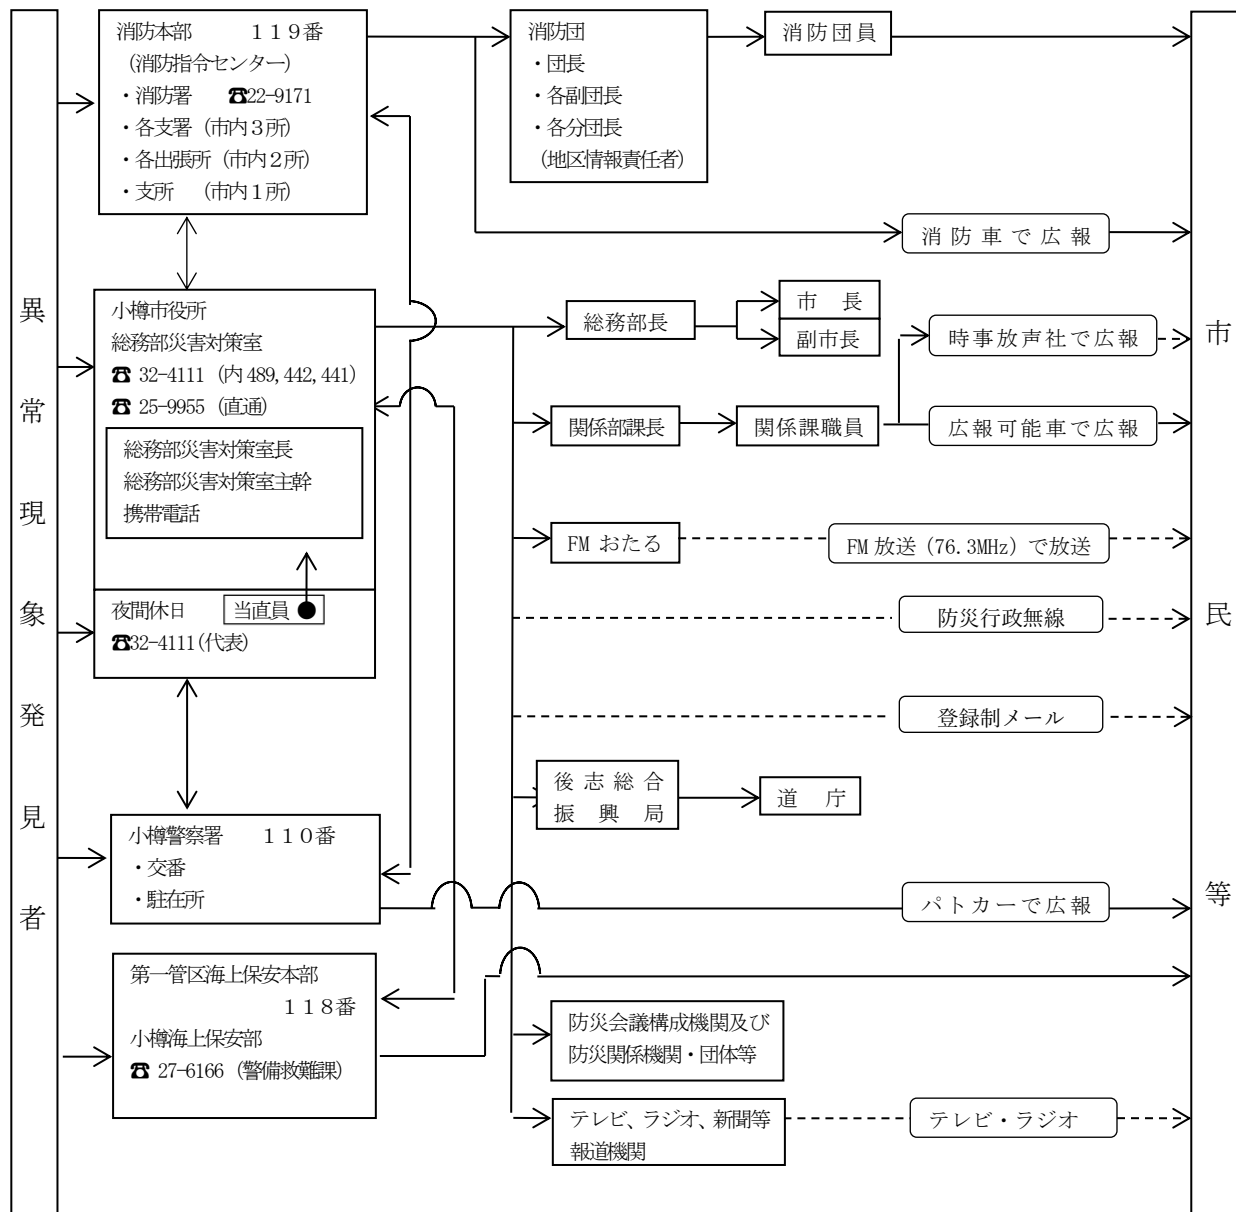 異常現象発見者
消防本部　　１１９番
(消防指令センター)
・消防署　☎22-9171
・各支署（市内３所）
・各出張所（市内２所）
・支所　（市内１所）
消防団
・団長
・各副団長
・各分団長
（地区情報責任者）
消防団員
消防車で広報
小樽市役所
総務部災害対策室
☎ 32-4111（内489,442,441）
☎ 25-9955（直通）
総務部災害対策室長
総務部災害対策室主幹
携帯電話
夜間休日　当直員
☎32-4111(代表)
総務部長
市　長
副市長
時事放声社で広報
関係部課長
関係課職員
広報可能車で広報
FM おたる
FM 放送（76.3MHz）で放送
防災行政無線
登録制メール
後志総合
振興局
道　庁
小樽警察署　　１１０番
・交番
・駐在所
パトカーで広報
第一管区海上保安本部
１１８番
小樽海上保安部
☎ 27-6166（警備救難課）
防災会議構成機関及び
防災関係機関・団体等
テレビ、ラジオ、新聞等
報道機関
テレビ・ラジオ
市民等